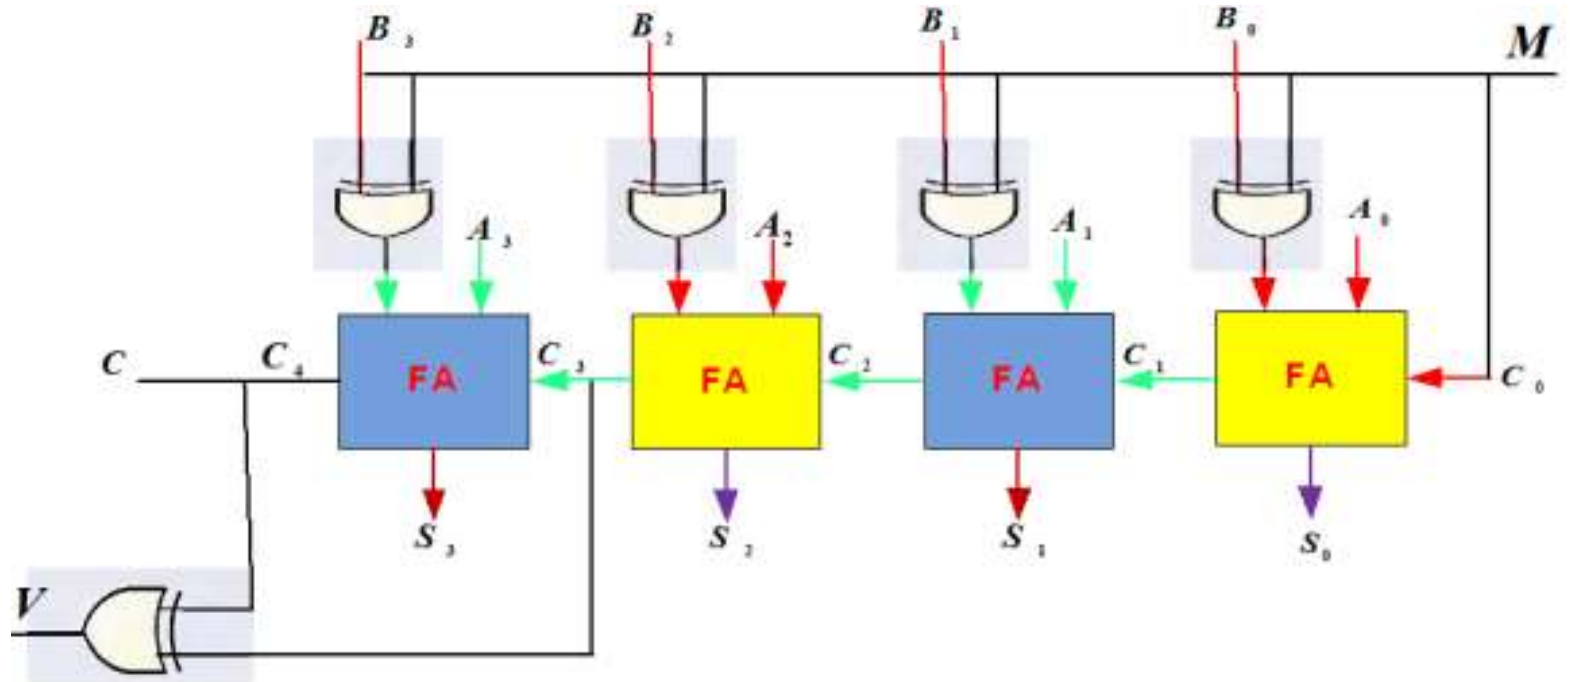 B₃ B₂ B₁ B₀ M
A₃ A₂ A₁ A₀
C C₄ FA C₃ FA C₂ FA C₁ FA C₀
S₃ S₂ S₁ S₀
V